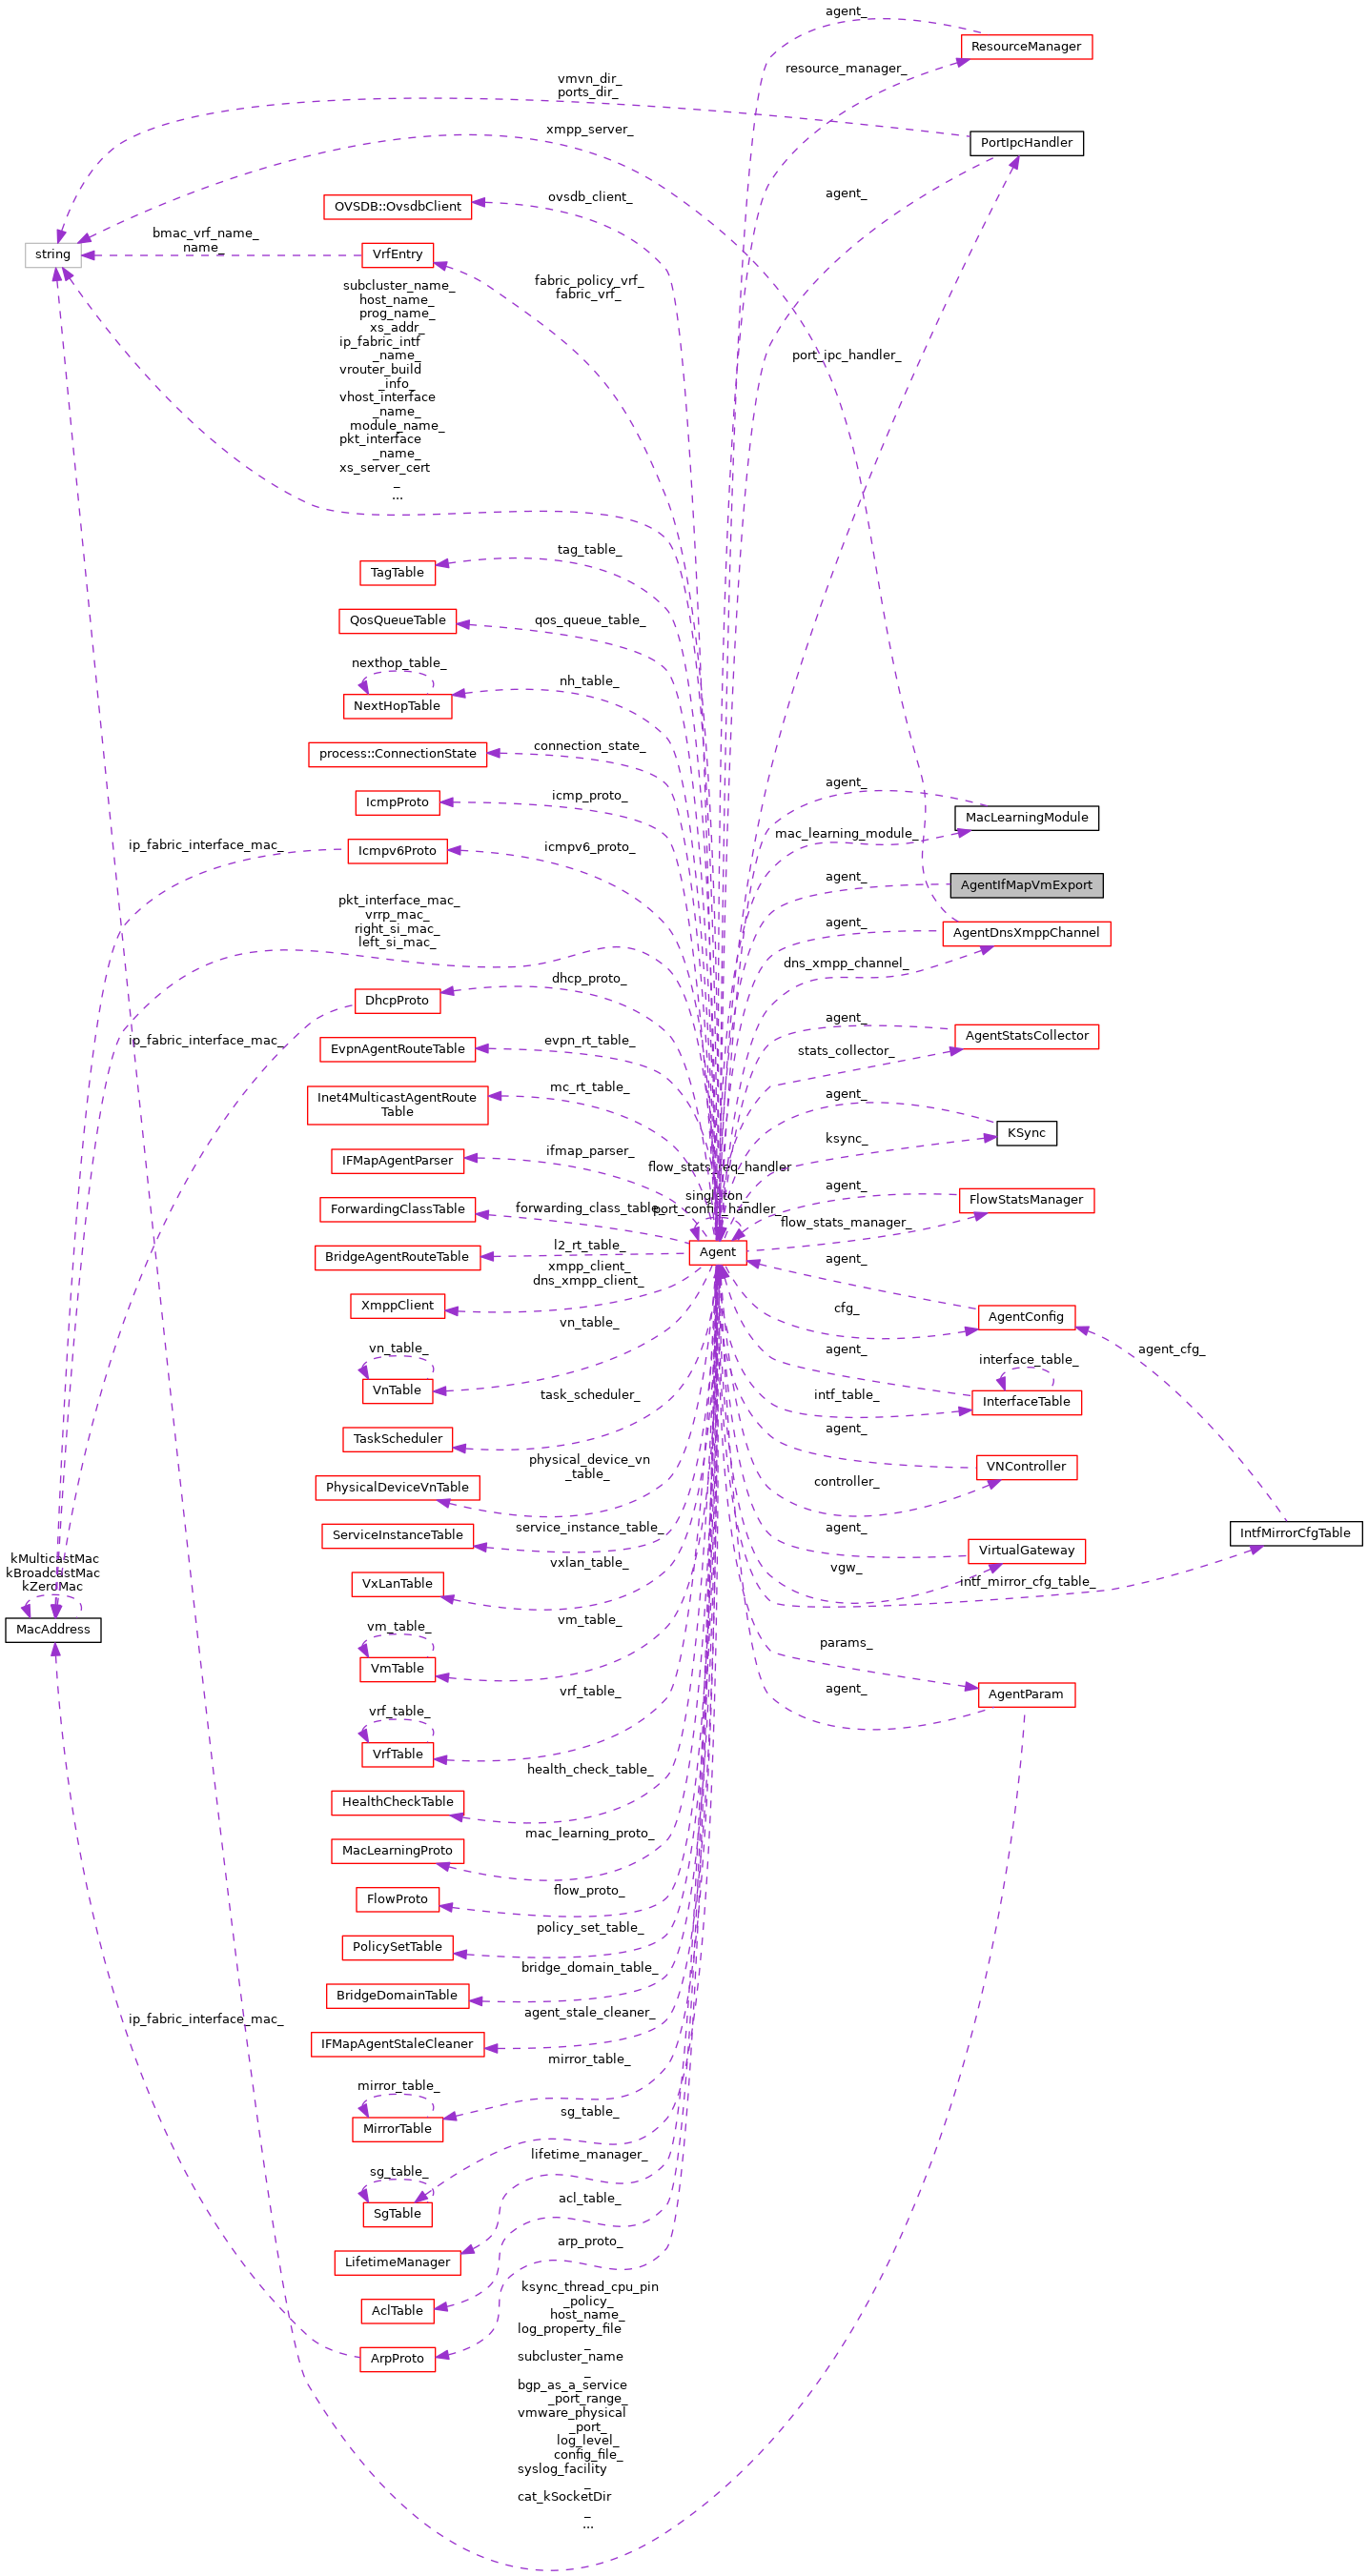 agent_
ResourceManager
resource_manager_
vmvn_dir_
ports_dir_
xmpp_server_
PortIpcHandler
agent_
ovsdb_client_
OVSDB::OvsdbClient
bmac_vrf_name_
name_
string
VrfEntry
fabric_policy_vrf_
fabric_vrf_
subcluster_name_
host_name_
prog_name_
xs_addr_
ip_fabric_intf
_name_
vrouter_build
_info_
vhost_interface
_name_
module_name_
pkt_interface
_name_
xs_server_cert
_
...
port_ipc_handler_
tag_table_
TagTable
qos_queue_table_
QosQueueTable
nexthop_table_
nh_table_
NextHopTable
connection_state_
process::ConnectionState
icmp_proto_
IcmpProto
agent_
MacLearningModule
mac_learning_module_
ip_fabric_interface_mac_
icmpv6_proto_
Icmpv6Proto
agent_
AgentIfMapVmExport
pkt_interface_mac_
vrrp_mac_
right_si_mac_
left_si_mac_
agent_
AgentDnsXmppChannel
dns_xmpp_channel_
dhcp_proto_
DhcpProto
ip_fabric_interface_mac_
agent_
AgentStatsCollector
stats_collector_
evpn_rt_table_
EvpnAgentRouteTable
mc_rt_table_
Inet4MulticastAgentRoute
Table
agent_
KSync
ksync_
ifmap_parser_
IFMapAgentParser
flow_stats_req_handler
singleton_
port_config_handler_
agent_
FlowStatsManager
flow_stats_manager_
forwarding_class_table_
ForwardingClassTable
Agent
l2_rt_table_
BridgeAgentRouteTable
agent_
xmpp_client_
dns_xmpp_client_
XmppClient
cfg_
AgentConfig
vn_table_
vn_table_
VnTable
agent_
agent_cfg_
interface_table_
intf_table_
InterfaceTable
task_scheduler_
TaskScheduler
agent_
VNController
controller_
physical_device_vn
_table_
PhysicalDeviceVnTable
service_instance_table_
ServiceInstanceTable
agent_
IntfMirrorCfgTable
VirtualGateway
vgw_
intf_mirror_cfg_table_
vxlan_table_
VxLanTable
kMulticastMac
kBroadcastMac
kZeroMac
MacAddress
vm_table_
vm_table_
VmTable
params_
agent_
AgentParam
vrf_table_
vrf_table_
VrfTable
health_check_table_
HealthCheckTable
mac_learning_proto_
MacLearningProto
flow_proto_
FlowProto
policy_set_table_
PolicySetTable
bridge_domain_table_
BridgeDomainTable
ip_fabric_interface_mac_
agent_stale_cleaner_
IFMapAgentStaleCleaner
mirror_table_
mirror_table_
MirrorTable
sg_table_
sg_table_
SgTable
lifetime_manager_
LifetimeManager
acl_table_
AclTable
arp_proto_
ArpProto
ksync_thread_cpu_pin
_policy_
host_name_
log_property_file
_
subcluster_name
_
bgp_as_a_service
_port_range_
vmware_physical
_port_
log_level_
config_file_
syslog_facility
_
cat_kSocketDir
_
...